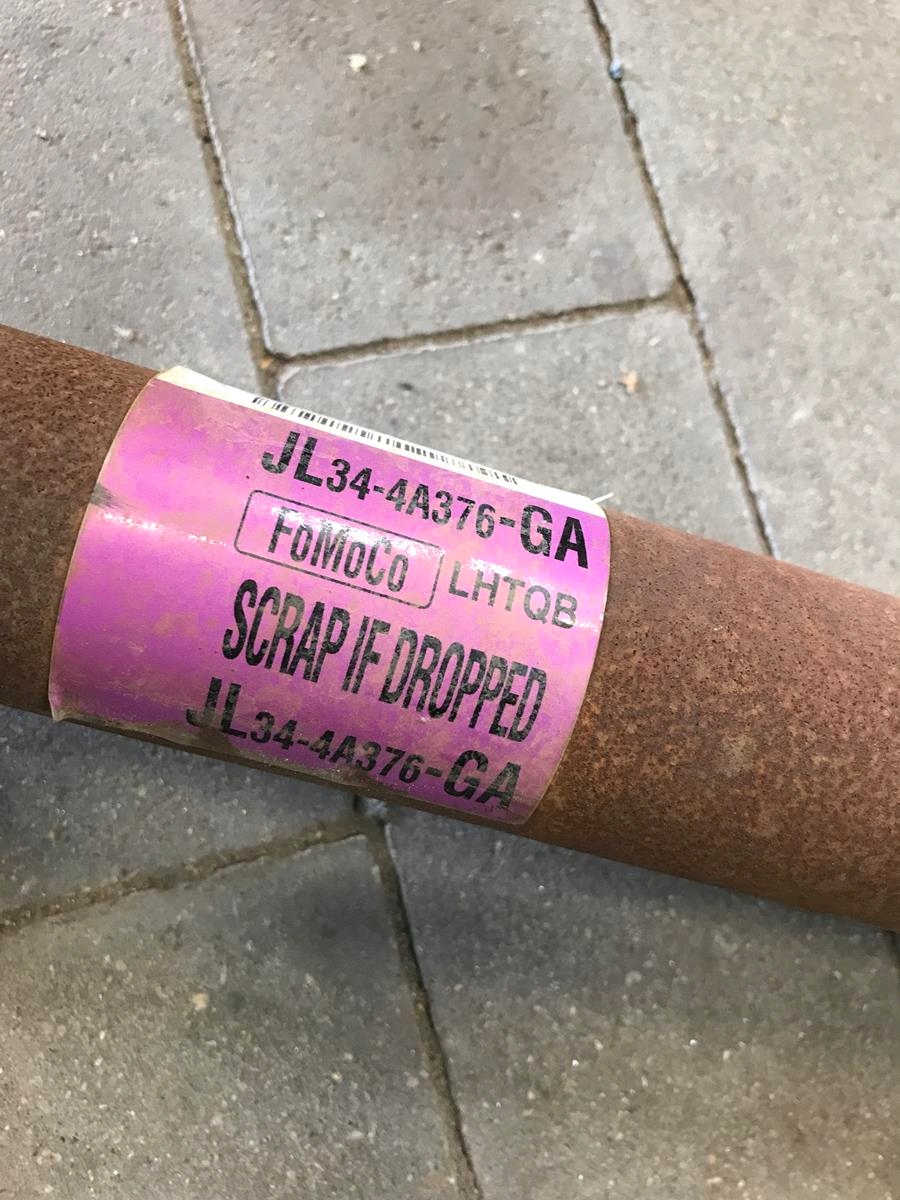 JL34-4A376-GA
FoMoCo LHTQB
SCRAP IF DROPPED
JL34-4A376-GA